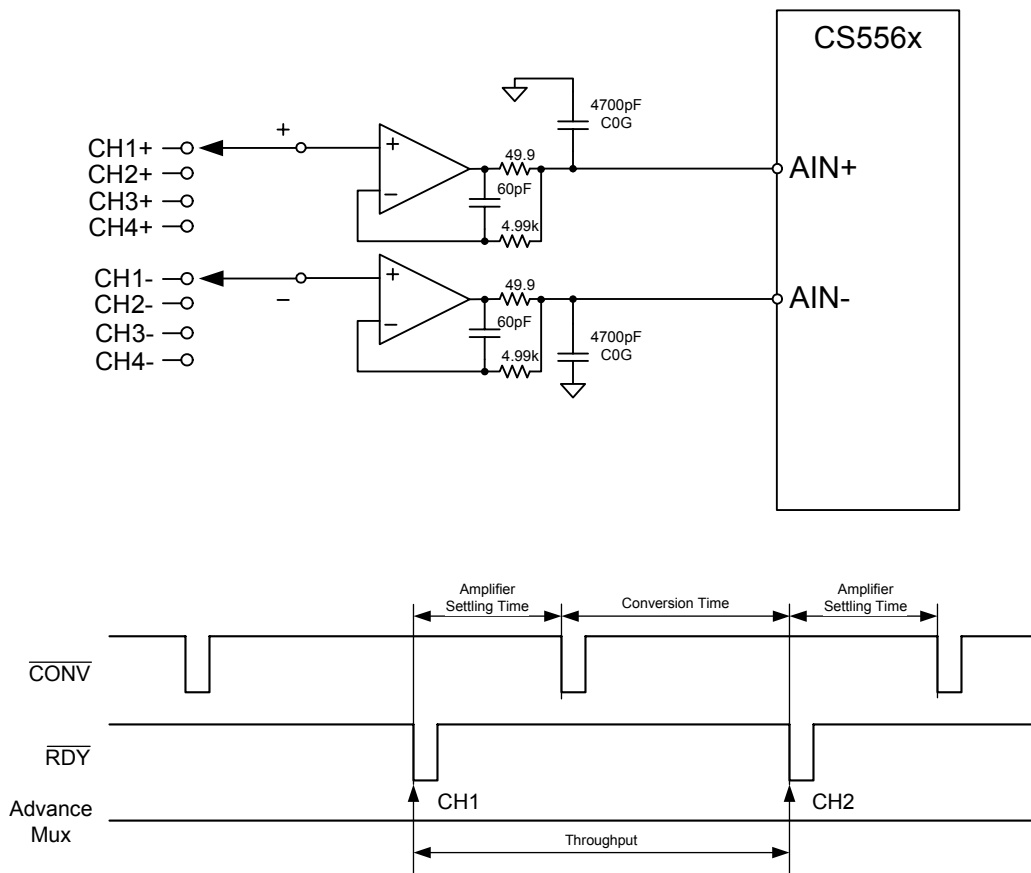 CS556x
4700pF
C0G
+
CH1+
CH2+
CH3+
CH4+
+
−
49.9
60pF
4.99k
AIN+
CH1-
CH2-
CH3-
CH4-
−
+
−
49.9
60pF
4.99k
4700pF
C0G
AIN-
Amplifier
Settling Time
Conversion Time
Amplifier
Settling Time
CONV
RDY
Advance
Mux
CH1
CH2
Throughput